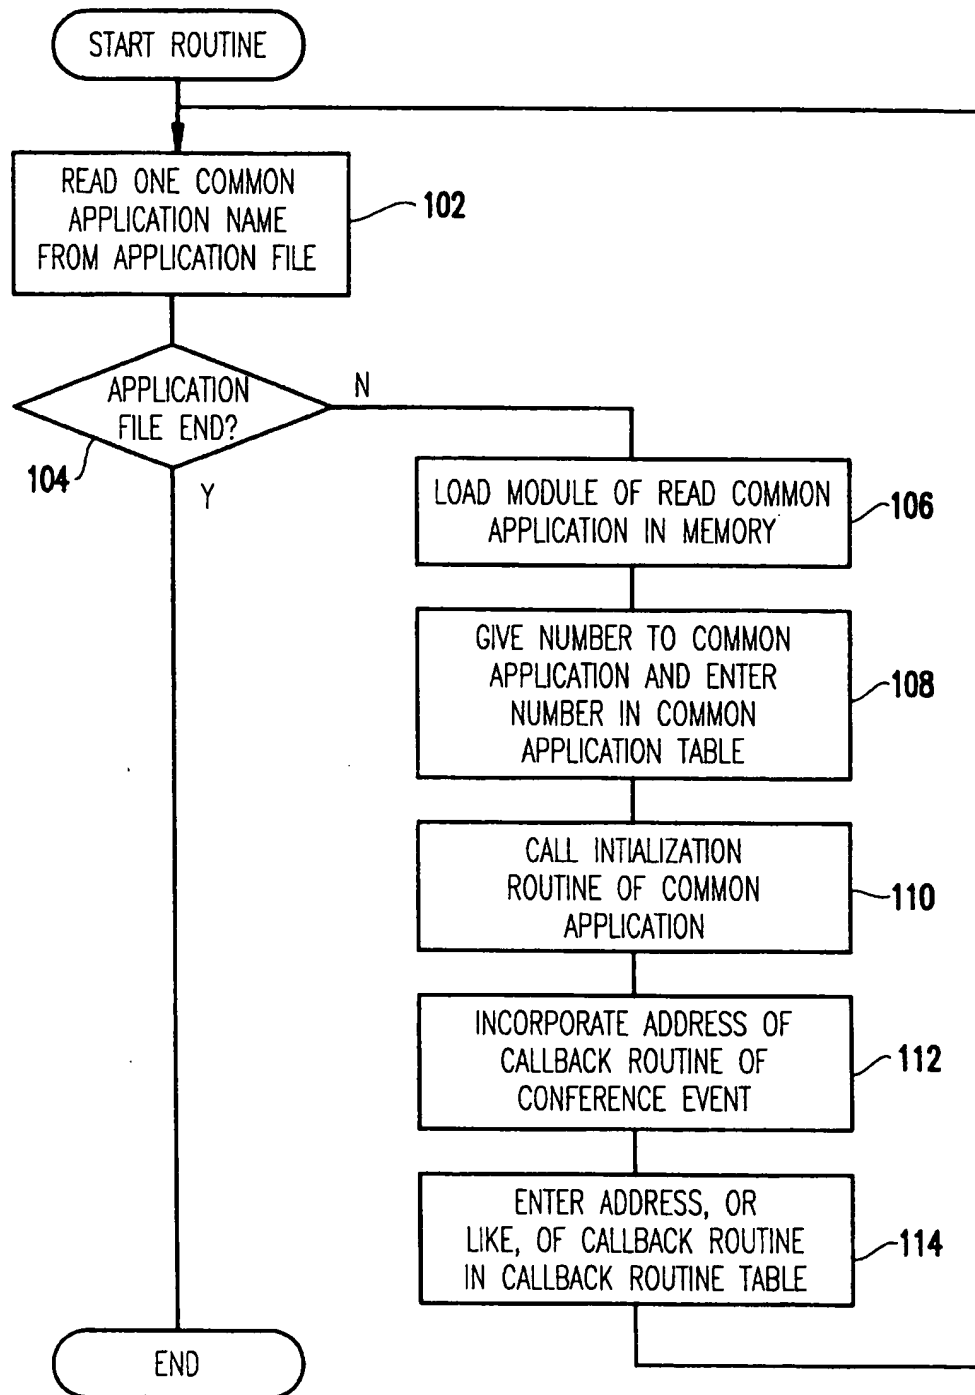 START ROUTINE
READ ONE COMMON
APPLICATION NAME
FROM APPLICATION FILE
102
APPLICATION
FILE END?
N
104
Y
LOAD MODULE OF READ COMMON
APPLICATION IN MEMORY
106
GIVE NUMBER TO COMMON
APPLICATION AND ENTER
NUMBER IN COMMON
APPLICATION TABLE
108
CALL INTIALIZATION
ROUTINE OF COMMON
APPLICATION
110
INCORPORATE ADDRESS OF
CALLBACK ROUTINE OF
CONFERENCE EVENT
112
ENTER ADDRESS, OR
LIKE, OF CALLBACK ROUTINE
IN CALLBACK ROUTINE TABLE
114
END